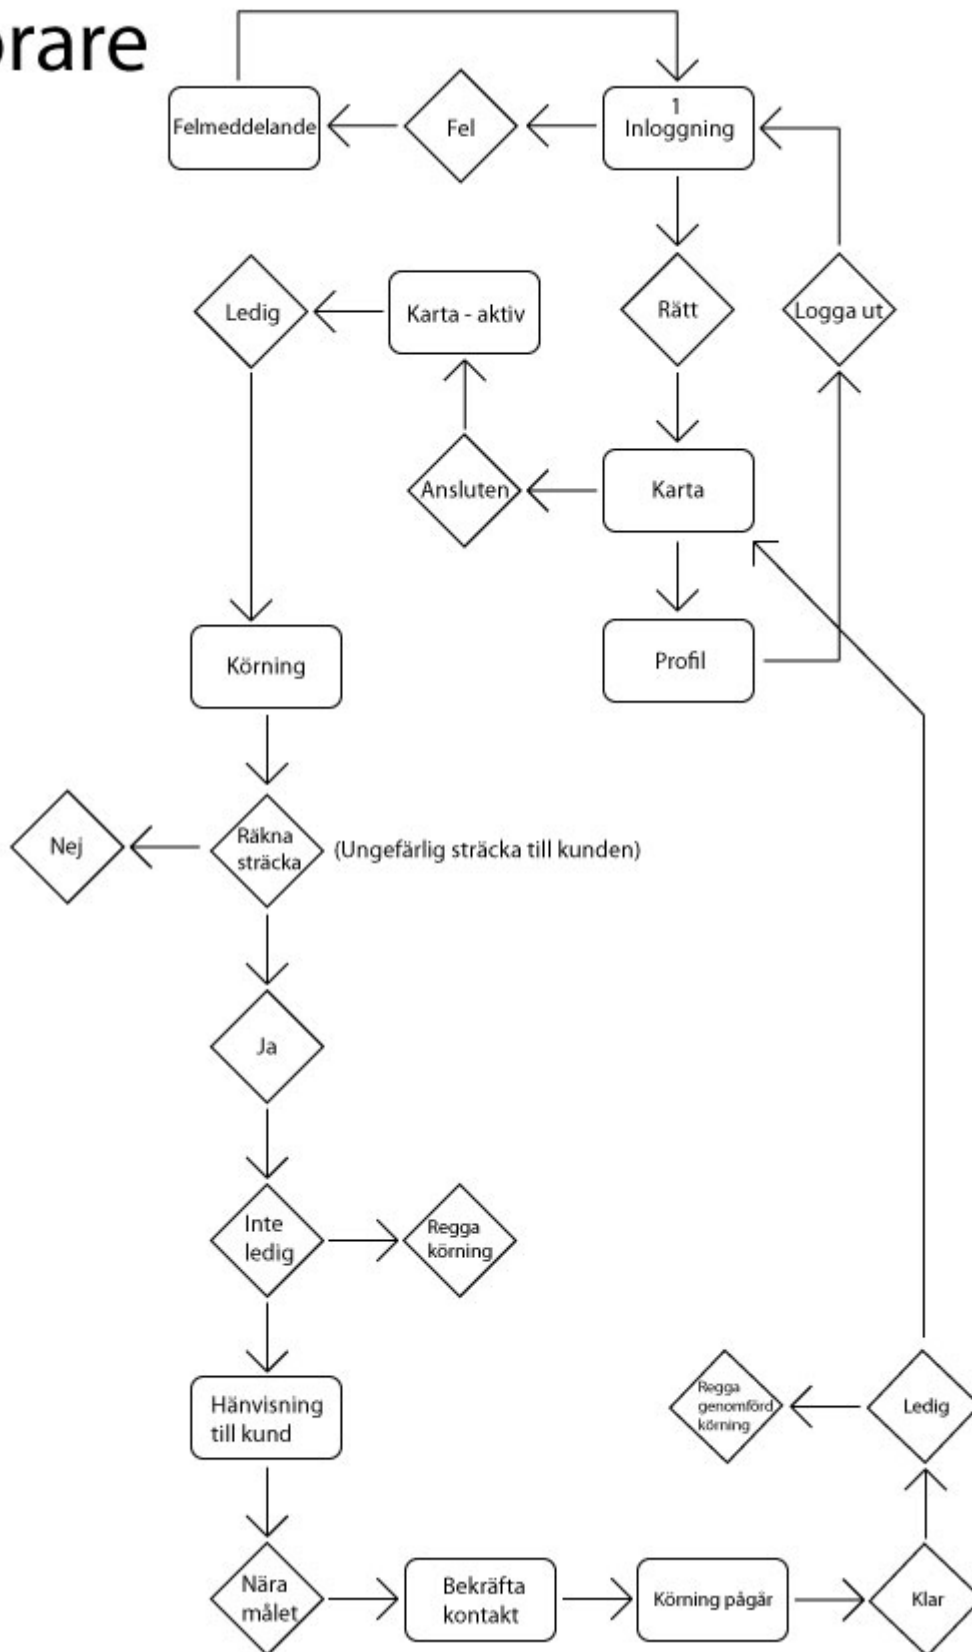 örare
Felmeddelande
Fel
1
Inloggning
Ledig
Karta - aktiv
Rätt
Logga ut
Ansluten
Karta
Körning
Profil
Nej
Räkna
sträcka
(Ungefärlig sträcka till kunden)
Ja
Inte
ledig
Regga
körning
Hänvisning
till kund
Regga
genomförd
körning
Ledig
Nära
målet
Bekräfta
kontakt
Körning pågår
Klar